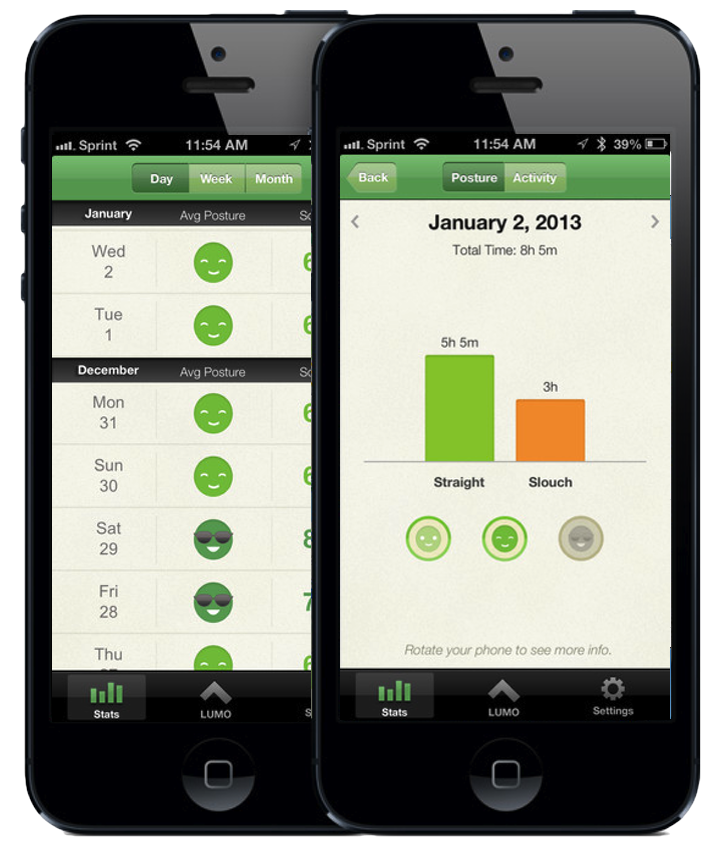 Sprint 11:54 AM
Day Week Month
January Avg Posture
Wed
2
Tue
1
December Avg Posture
Mon
31
Sun
30
Sat
29
Fri
28
Thu
Stats LUMO
Sprint 11:54 AM 39%
Back Posture Activity
January 2, 2013
Total Time: 8h 5m
5h 5m
3h
Straight Slouch
Rotate your phone to see more info.
Stats LUMO Settings